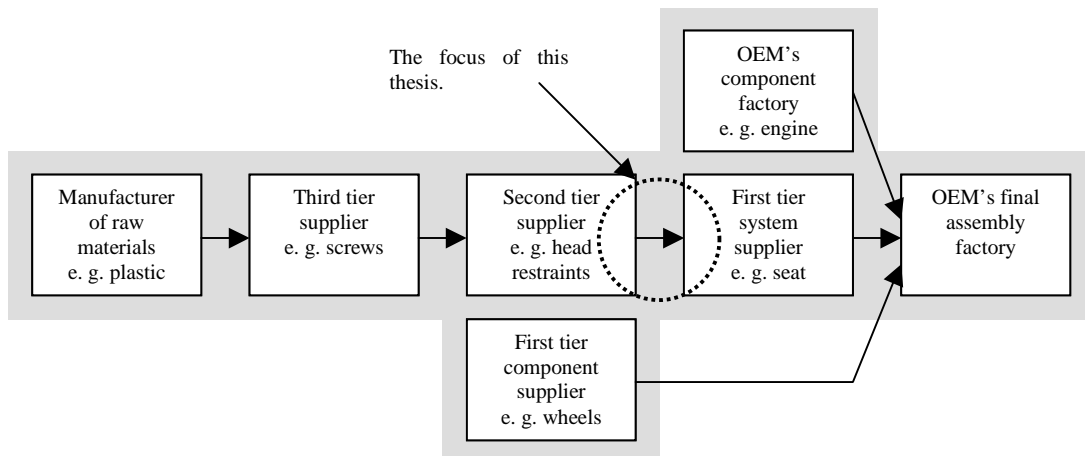 The focus of this
thesis.
OEM's
component
factory
e. g. engine
Manufacturer
of raw
materials
e. g. plastic
Third tier
supplier
e. g. screws
Second tier
supplier
e. g. head
restraints
First tier
system
supplier
e. g. seat
OEM's final
assembly
factory
First tier
component
supplier
e. g. wheels